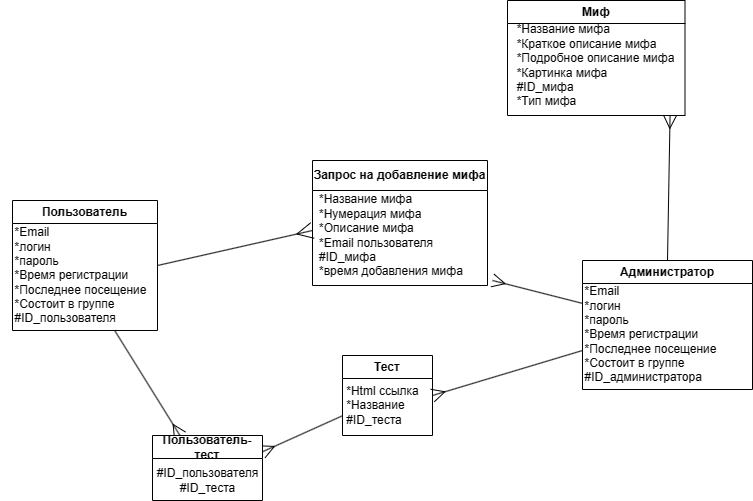 Миф
*Название мифа
*Краткое описание мифа
*Подробное описание мифа
*Картинка мифа
#ID_мифа
*Тип мифа
Запрос на добавление мифа
*Название мифа
*Нумерация мифа
*Описание мифа
*Email пользователя
#ID_мифа
*время добавления мифа
Пользователь
*Email
*логин
*пароль
*Время регистрации
*Последнее посещение
*Состоит в группе
#ID_пользователя
Администратор
*Email
*логин
*пароль
*Время регистрации
*Последнее посещение
*Состоит в группе
#ID_администратора
Тест
*Html ссылка
*Название
#ID_теста
Пользователь-
тест
#ID_пользователя
#ID_теста